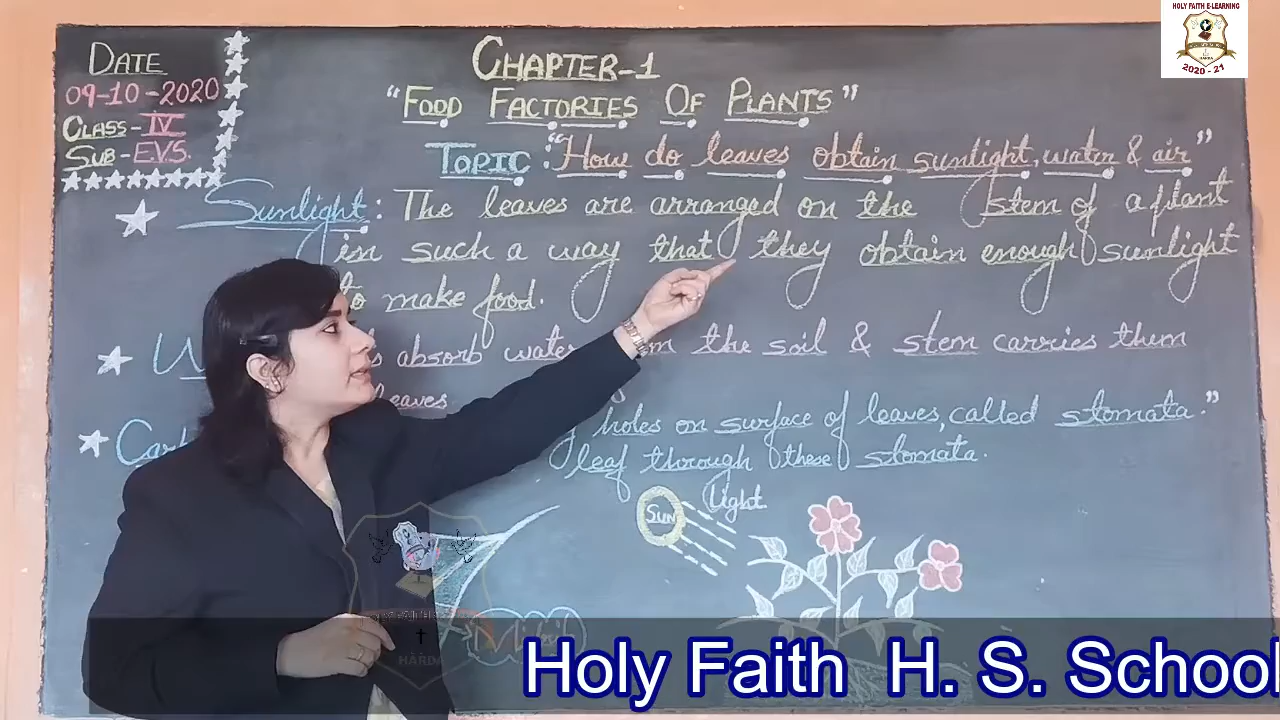 HOLY FAITH E-LEARNING
HARDA
2020 - 21
DATE
09-10-2020
CLASS-IV
SUB-E.V.S.
CHAPTER-1
"FOOD FACTORIES OF PLANTS"
TOPIC: "How do leaves obtain sunlight, water & air"
Sunlight: The leaves are arranged on the stem of a plant
in such a way that they obtain enough sunlight
to make food.
absorb water the soil & stem carries them
leaves
holes on surface of leaves, called stomata."
leaf through these stomata.
SUN
light
HARDA
Holy Faith H. S. School